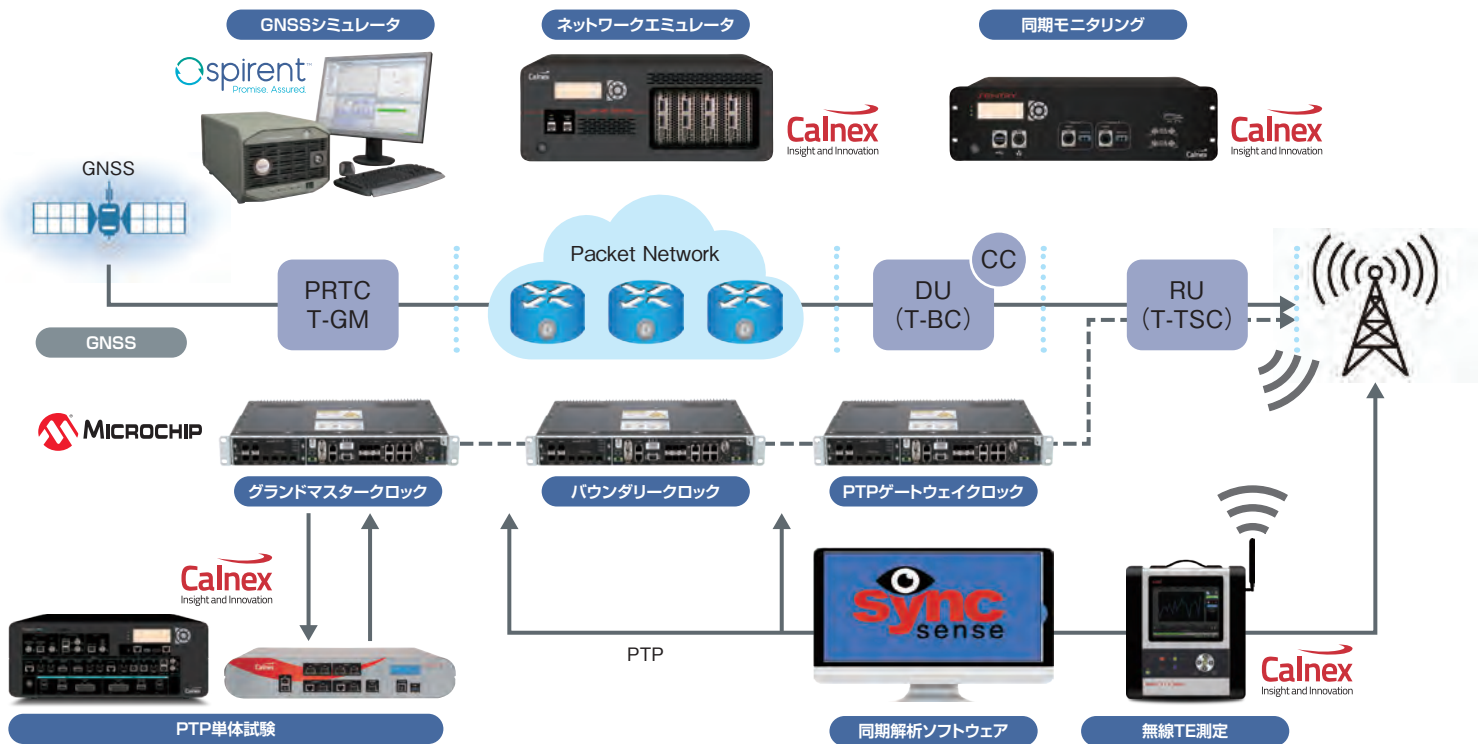 GNSSシミュレータ
ネットワークエミュレータ
同期モニタリング
spirent™
Promise. Assured.
Calnex
SENTRY
Calnex
Insight and Innovation
Calnex
Insight and Innovation
Calnex
GNSS
Packet Network
CC
PRTC
T-GM
DU
(T-BC)
RU
(T-TSC)
GNSS
MICROCHIP
グランドマスタークロック
バウンダリークロック
PTPゲートウェイクロック
Calnex
Insight and Innovation
sync
sense
Calnex
PTP
Calnex
Insight and Innovation
PTP単体試験
同期解析ソフトウェア
無線TE測定